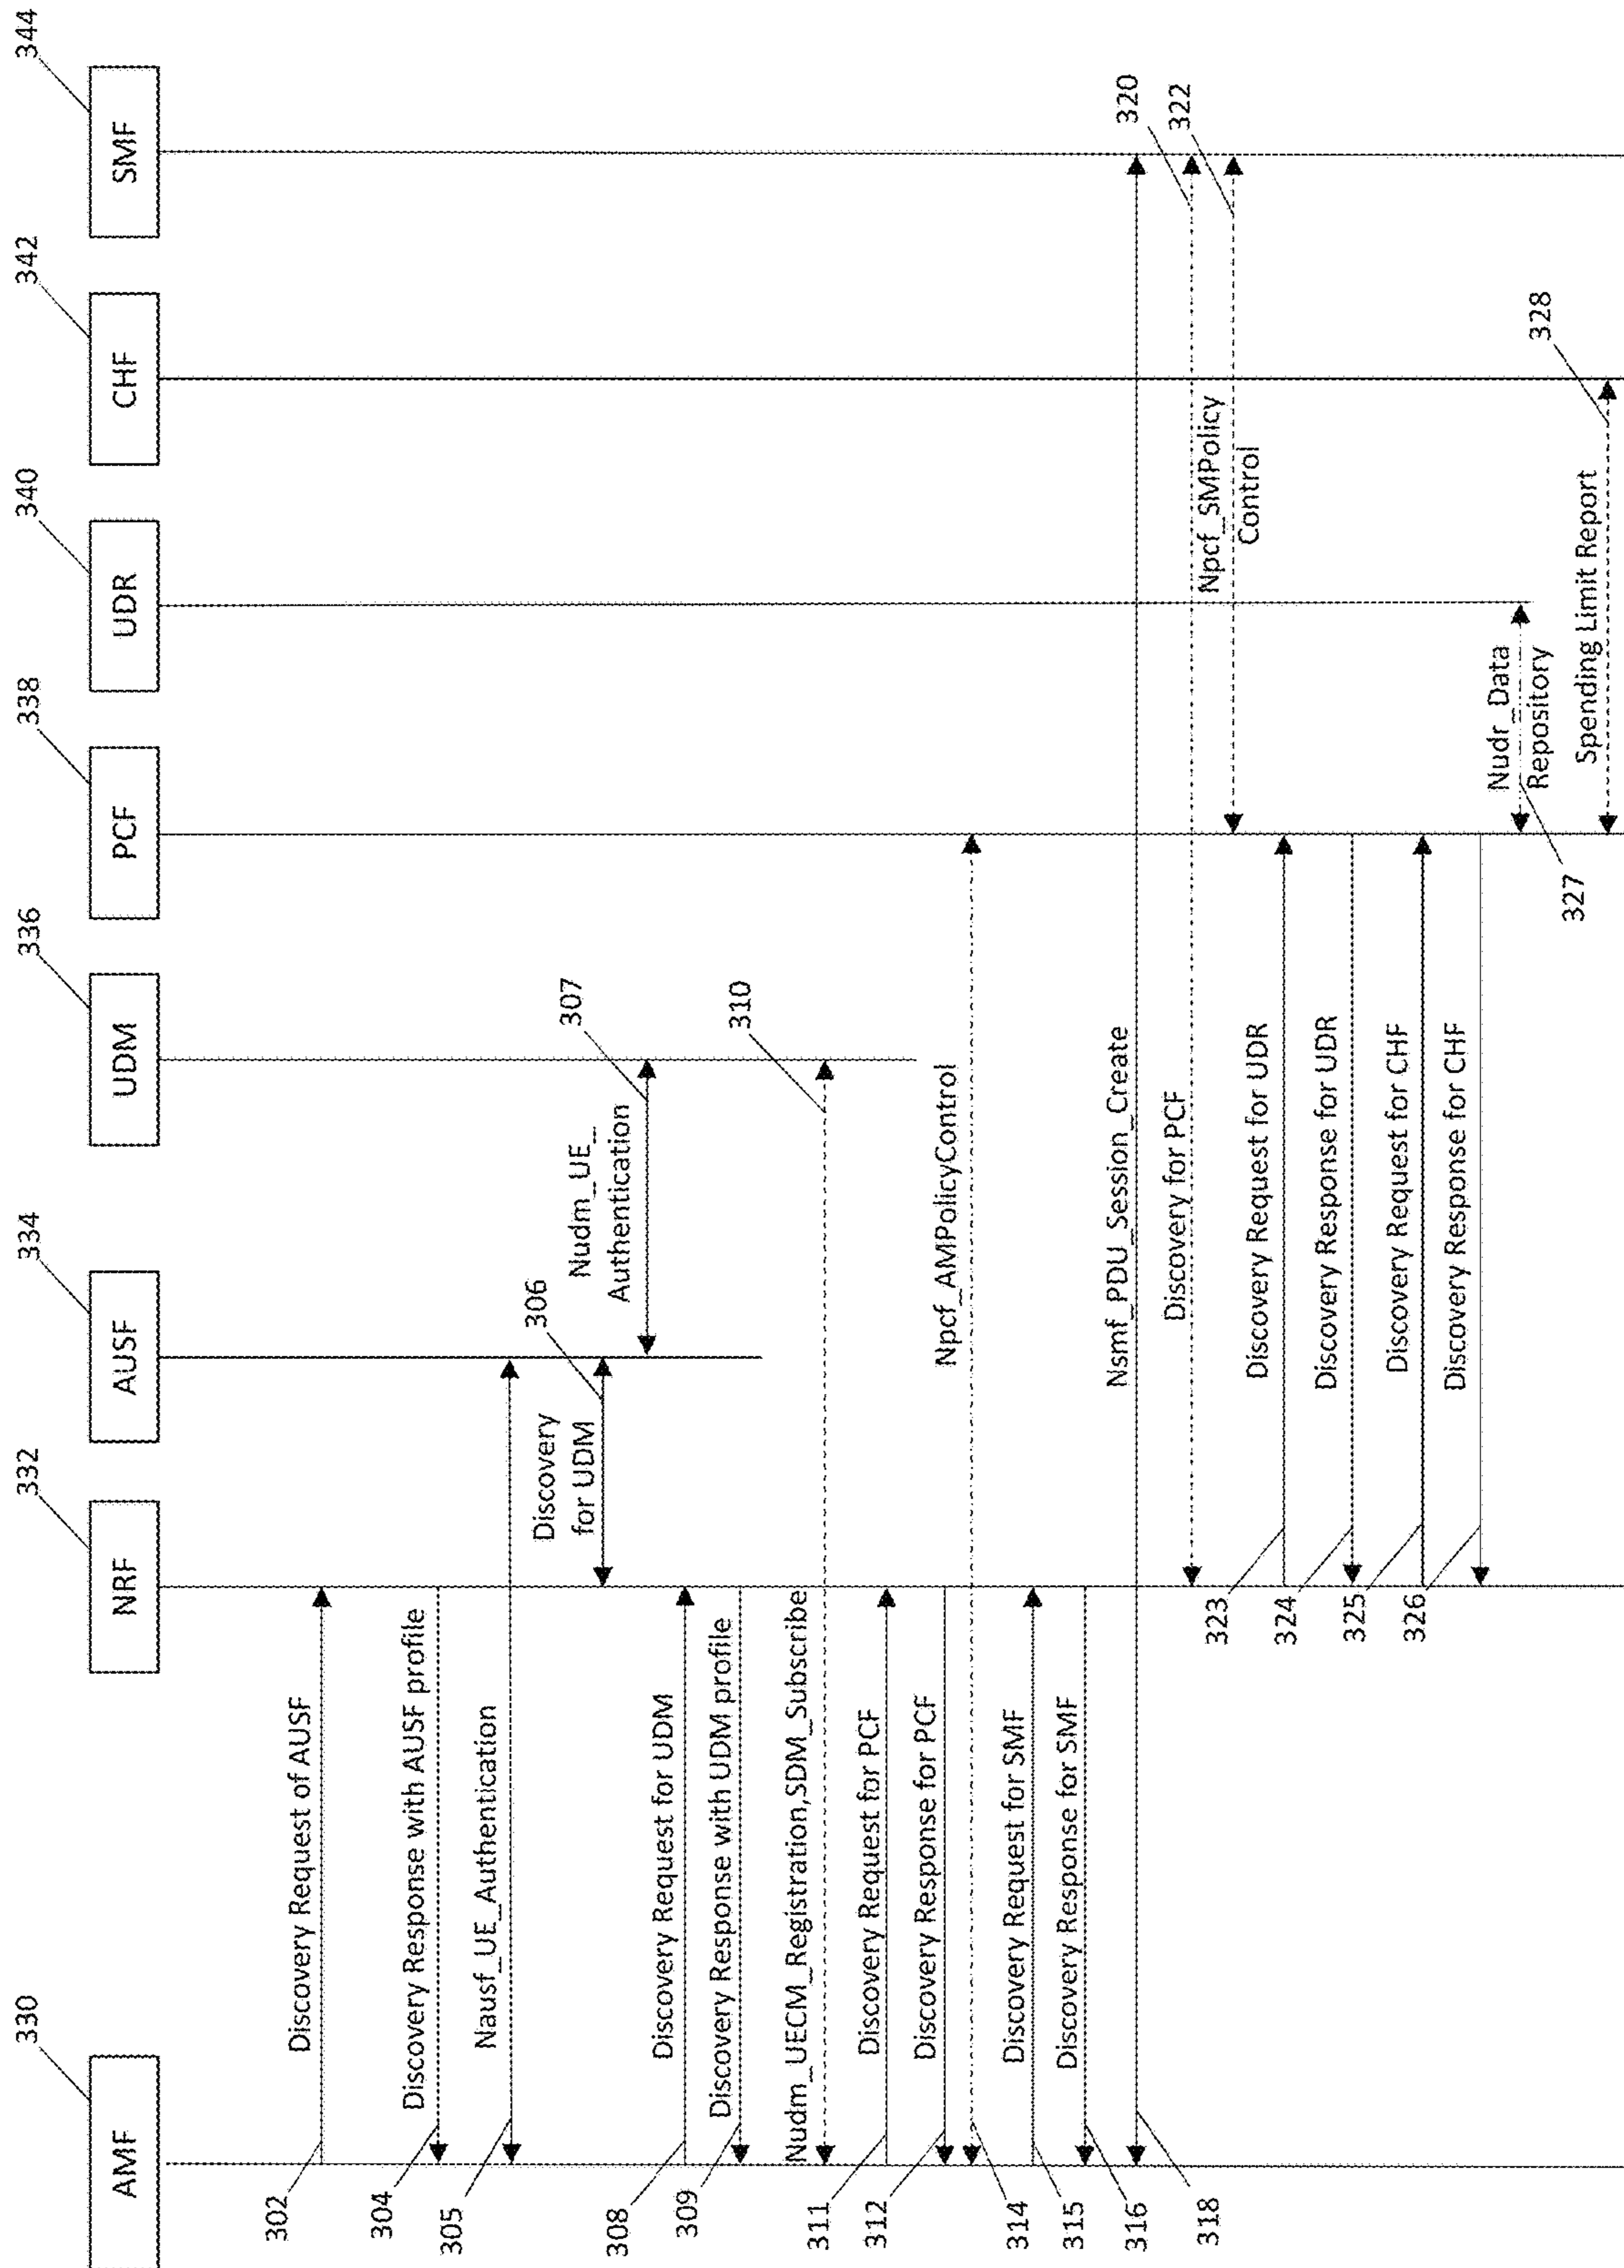 330
332
334
336
338
340
342
344
AMF
NRF
AUSF
UDM
PCF
UDR
CHF
SMF
302
Discovery Request of AUSF
304
Discovery Response with AUSF profile
305
Nausf_UE_Authentication
Discovery
for UDM
306
Nudm_UE_
Authentication
307
308
Discovery Request for UDM
309
Discovery Response with UDM profile
Nudm_UECM_Registration,SDM_Subscribe
310
311
Discovery Request for PCF
312
Discovery Response for PCF
314
Npcf_AMPolicyControl
315
Discovery Request for SMF
316
Discovery Response for SMF
318
Nsmf_PDU_Session_Create
Discovery for PCF
320
Npcf_SMPolicy
Control
322
323
Discovery Request for UDR
324
Discovery Response for UDR
325
Discovery Request for CHF
326
Discovery Response for CHF
Nudr_Data
Repository
327
Spending Limit Report
328